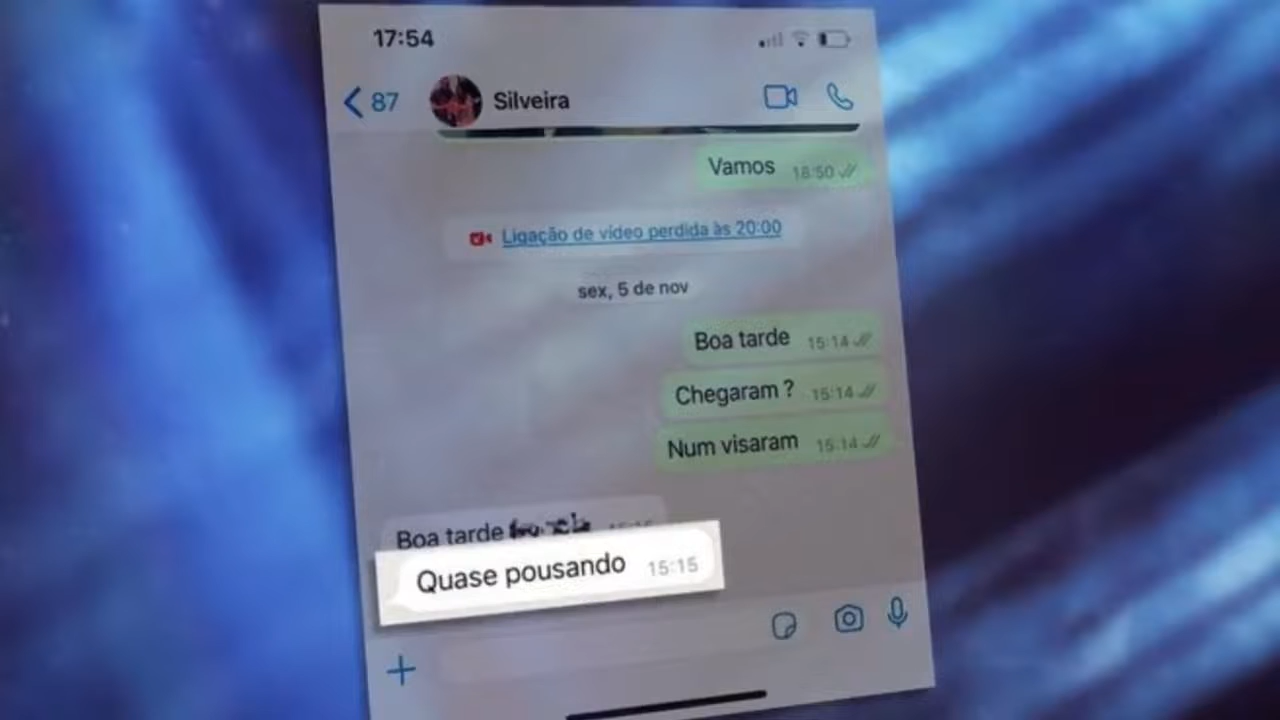 17:54
87
Silveira
Vamos 18:50
Ligação de vídeo perdida às 20:00
sex, 5 de nov
Boa tarde 15:14
Chegaram ? 15:14
Num visaram 15:14
Boa tarde
Quase pousando 15:15